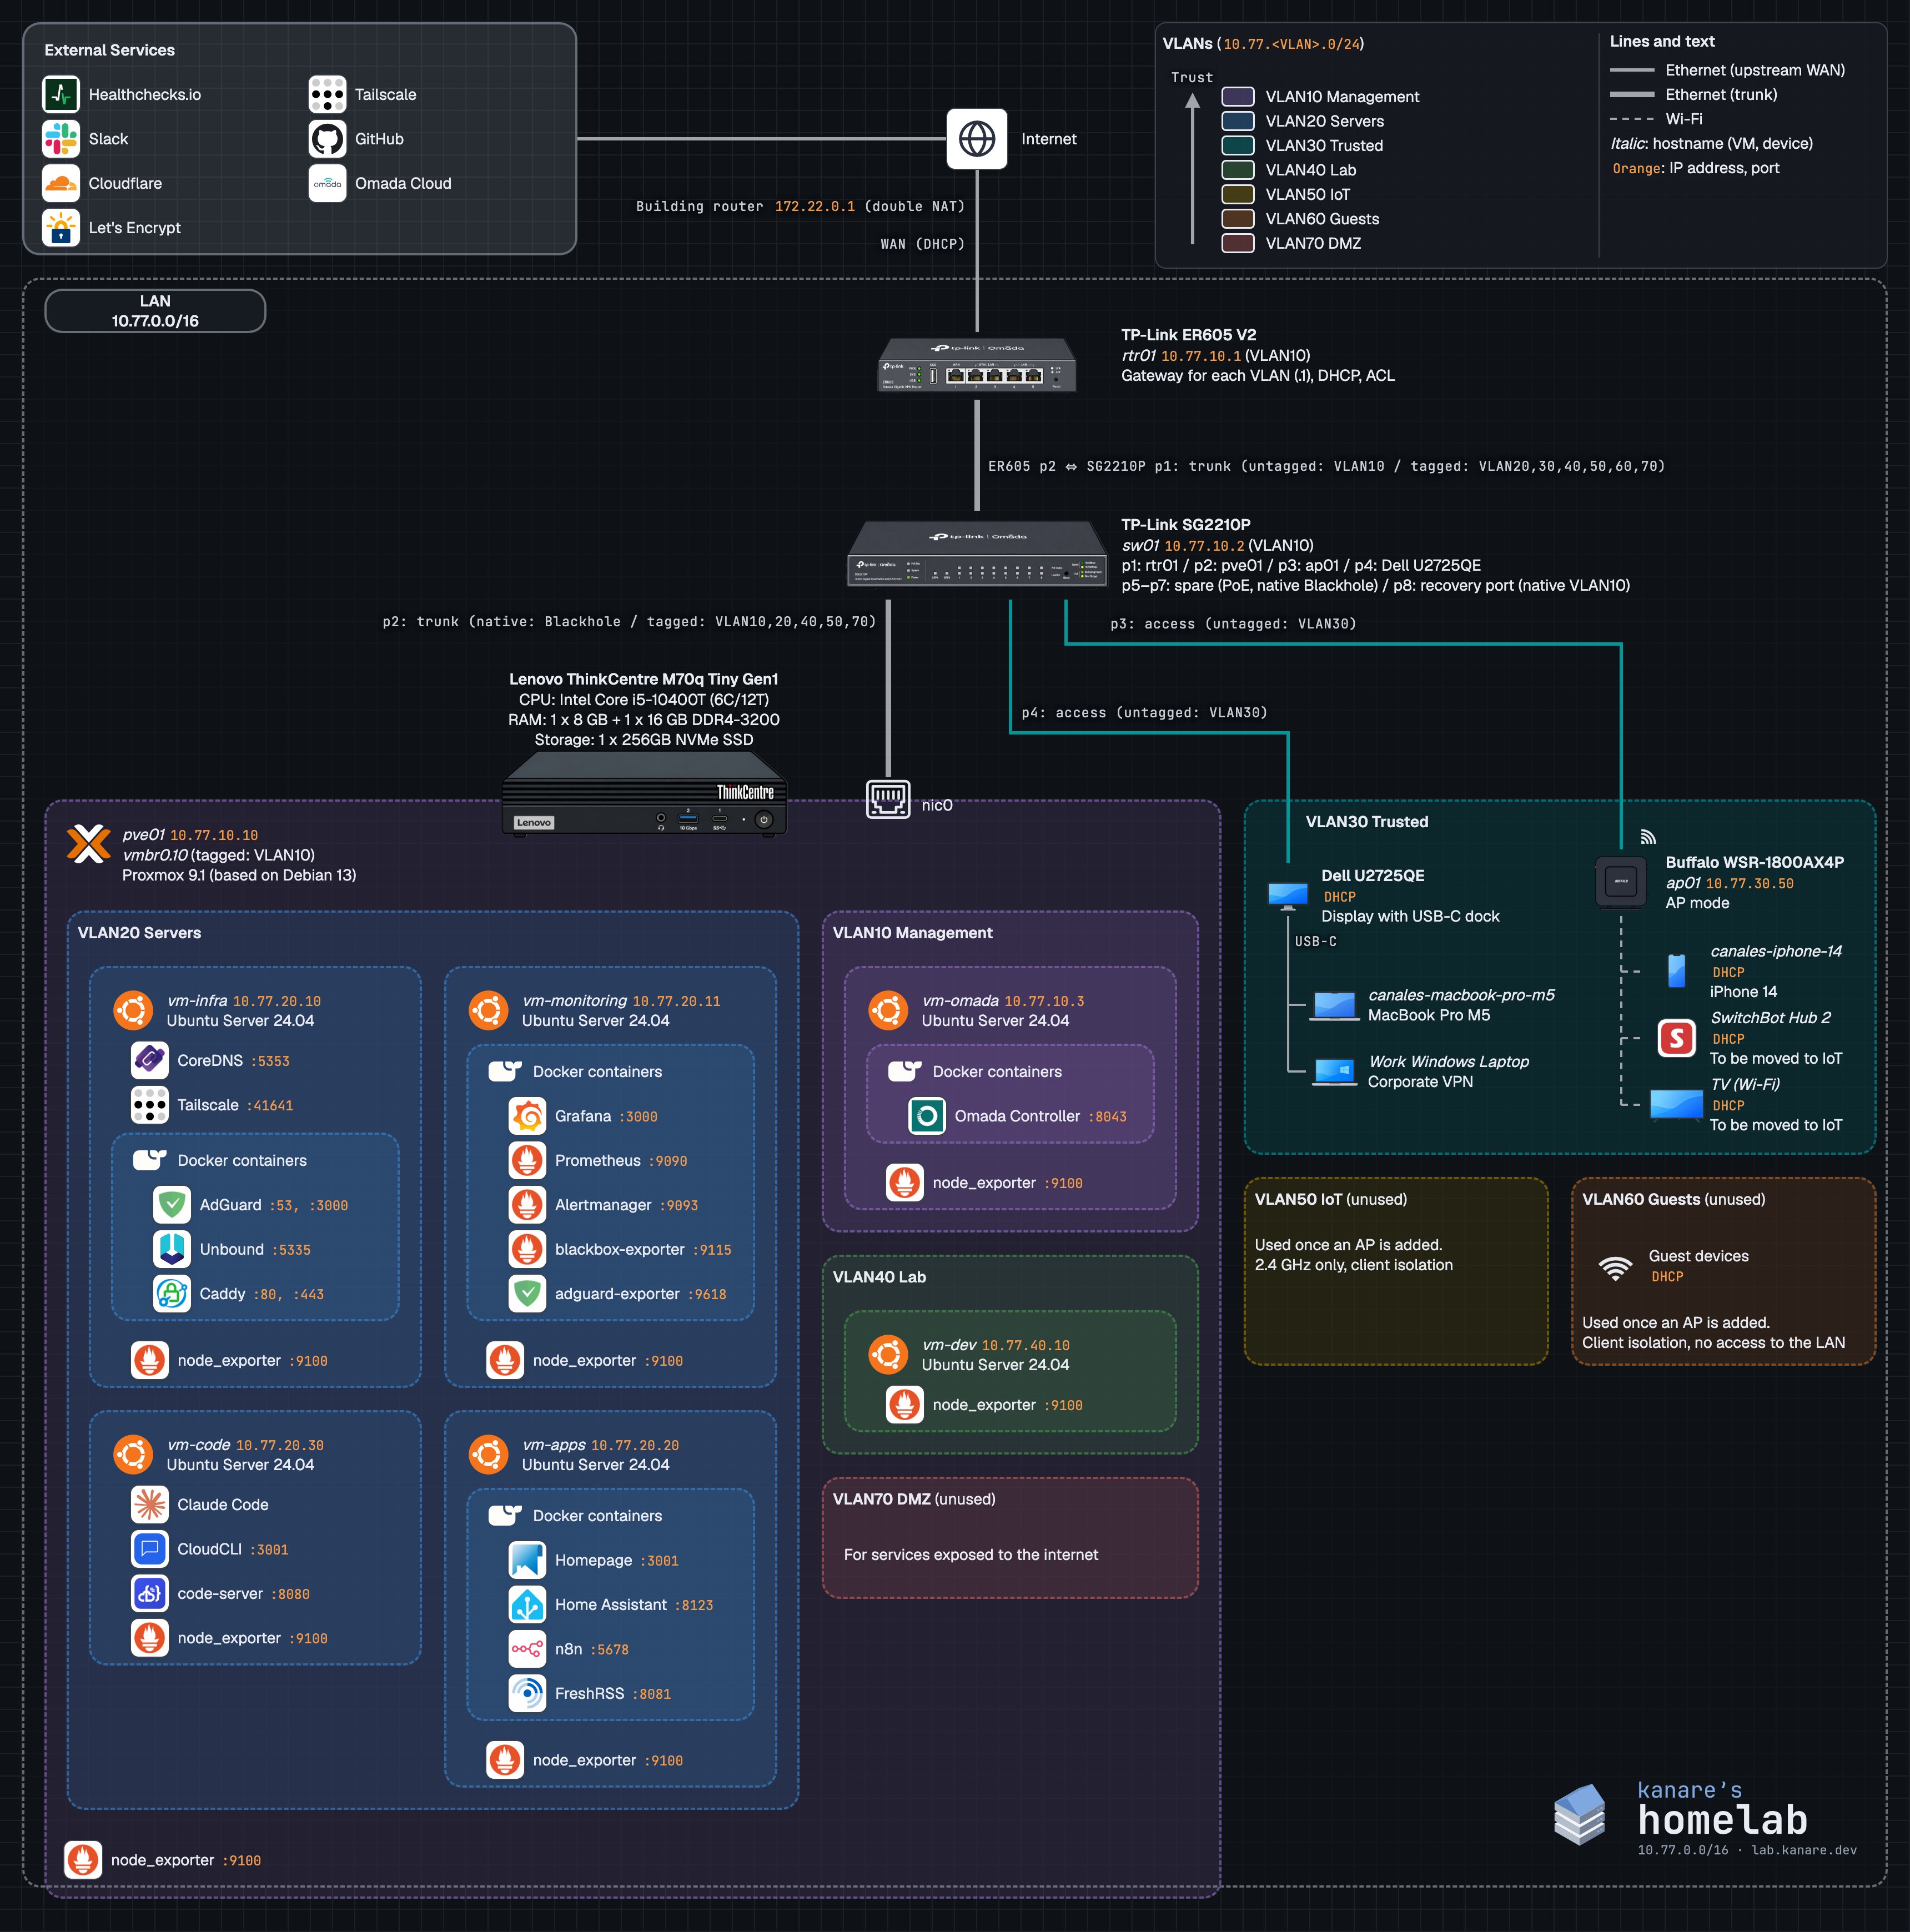 External Services
Healthchecks.io
Slack
Cloudflare
Let's Encrypt
Tailscale
GitHub
omada
Omada Cloud
Internet
Building router 172.22.0.1 (double NAT)
WAN (DHCP)
VLANs (10.77.<VLAN>.0/24)
Trust
VLAN10 Management
VLAN20 Servers
VLAN30 Trusted
VLAN40 Lab
VLAN50 IoT
VLAN60 Guests
VLAN70 DMZ
Lines and text
Ethernet (upstream WAN)
Ethernet (trunk)
Wi-Fi
Italic: hostname (VM, device)
Orange: IP address, port
LAN
10.77.0.0/16
tp-link | Omada
tp-link
TP-Link ER605 V2
rtr01 10.77.10.1 (VLAN10)
Gateway for each VLAN (.1), DHCP, ACL
ER605 p2 ⇔ SG2210P p1: trunk (untagged: VLAN10 / tagged: VLAN20,30,40,50,60,70)
tp-link | Omada
tp-link
TP-Link SG2210P
sw01 10.77.10.2 (VLAN10)
p1: rtr01 / p2: pve01 / p3: ap01 / p4: Dell U2725QE
p5–p7: spare (PoE, native Blackhole) / p8: recovery port (native VLAN10)
p2: trunk (native: Blackhole / tagged: VLAN10,20,40,50,70)
p3: access (untagged: VLAN30)
p4: access (untagged: VLAN30)
Lenovo ThinkCentre M70q Tiny Gen1
CPU: Intel Core i5-10400T (6C/12T)
RAM: 1 x 8 GB + 1 x 16 GB DDR4-3200
Storage: 1 x 256GB NVMe SSD
ThinkCentre
Lenovo
nic0
pve01 10.77.10.10
vmbr0.10 (tagged: VLAN10)
Proxmox 9.1 (based on Debian 13)
VLAN20 Servers
vm-infra 10.77.20.10
Ubuntu Server 24.04
CoreDNS :5353
Tailscale :41641
Docker containers
AdGuard :53, :3000
Unbound :5335
Caddy :80, :443
node_exporter :9100
vm-monitoring 10.77.20.11
Ubuntu Server 24.04
Docker containers
Grafana :3000
Prometheus :9090
Alertmanager :9093
blackbox-exporter :9115
adguard-exporter :9618
node_exporter :9100
vm-code 10.77.20.30
Ubuntu Server 24.04
Claude Code
CloudCLI :3001
code-server :8080
node_exporter :9100
vm-apps 10.77.20.20
Ubuntu Server 24.04
Docker containers
Homepage :3001
Home Assistant :8123
n8n :5678
FreshRSS :8081
node_exporter :9100
VLAN10 Management
vm-omada 10.77.10.3
Ubuntu Server 24.04
Docker containers
Omada Controller :8043
node_exporter :9100
VLAN40 Lab
vm-dev 10.77.40.10
Ubuntu Server 24.04
node_exporter :9100
VLAN70 DMZ (unused)
For services exposed to the internet
node_exporter :9100
VLAN30 Trusted
Dell U2725QE
DHCP
Display with USB-C dock
USB-C
canales-macbook-pro-m5
MacBook Pro M5
Work Windows Laptop
Corporate VPN
Buffalo WSR-1800AX4P
ap01 10.77.30.50
AP mode
canales-iphone-14
DHCP
iPhone 14
SwitchBot Hub 2
DHCP
To be moved to IoT
TV (Wi-Fi)
DHCP
To be moved to IoT
VLAN50 IoT (unused)
Used once an AP is added.
2.4 GHz only, client isolation
VLAN60 Guests (unused)
Guest devices
DHCP
Used once an AP is added.
Client isolation, no access to the LAN
kanare's
homelab
10.77.0.0/16 · lab.kanare.dev